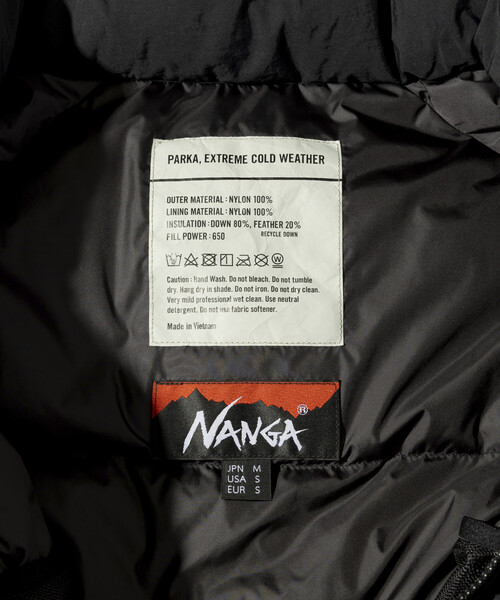 PARKA, EXTREME COLD WEATHER
OUTER MATERIAL : NYLON 100%
LINING MATERIAL : NYLON 100%
INSULATION : DOWN 80%, FEATHER 20%
FILL POWER : 650 RECYCLE DOWN
Caution : Hand Wash. Do not bleach. Do not tumble
dry. Hang dry in shade. Do not iron. Do not dry clean.
Very mild professional wet clean. Use neutral
detergent. Do not use fabric softener.
Made in Vietnam
NANGA®
JPN M
USA S
EUR S